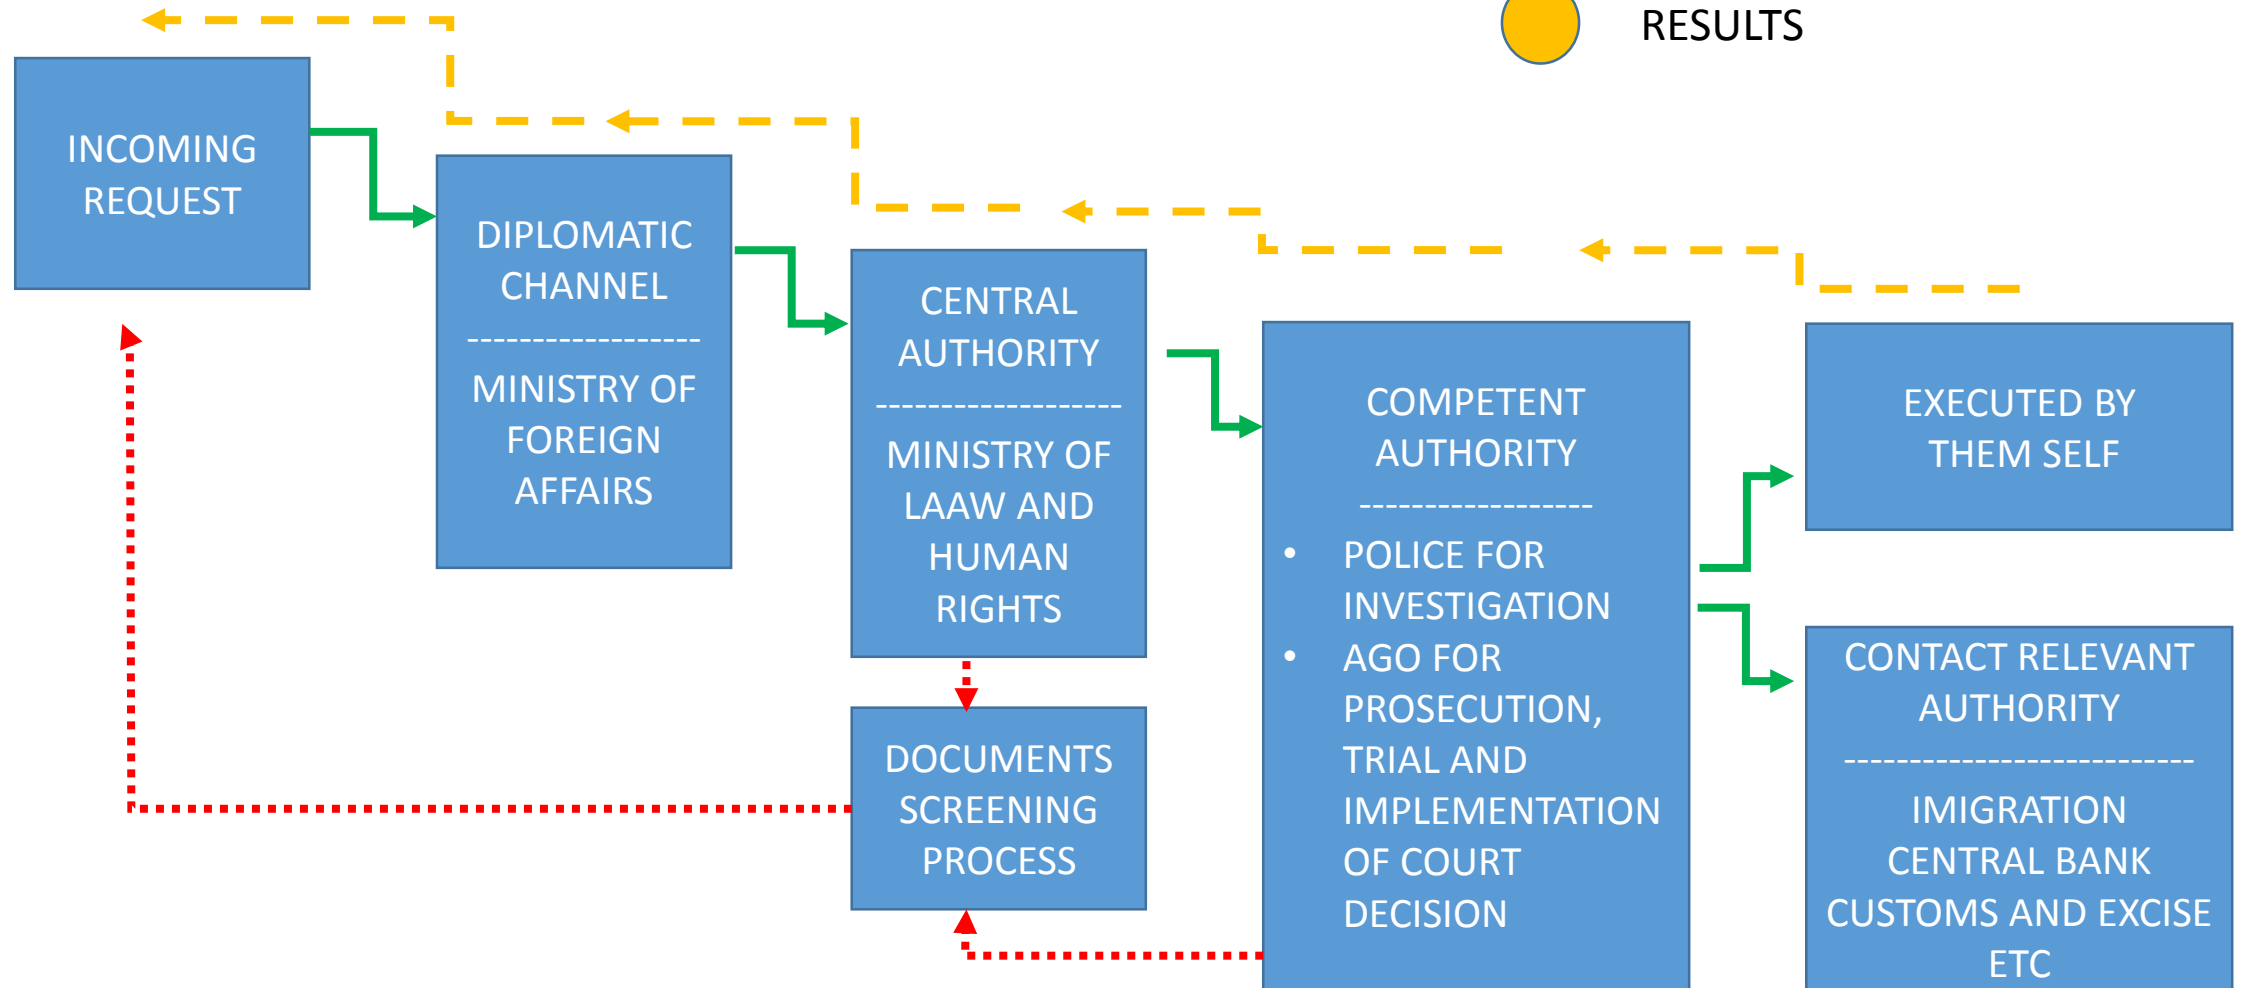 RESULTS
INCOMING
REQUEST
DIPLOMATIC
CHANNEL
------------------
MINISTRY OF
FOREIGN
AFFAIRS
CENTRAL
AUTHORITY
-------------------
MINISTRY OF
LAAW AND
HUMAN
RIGHTS
DOCUMENTS
SCREENING
PROCESS
COMPETENT
AUTHORITY
------------------
• POLICE FOR
INVESTIGATION
• AGO FOR
PROSECUTION,
TRIAL AND
IMPLEMENTATION
OF COURT
DECISION
EXECUTED BY
THEM SELF
CONTACT RELEVANT
AUTHORITY
---------------------------
IMIGRATION
CENTRAL BANK
CUSTOMS AND EXCISE
ETC